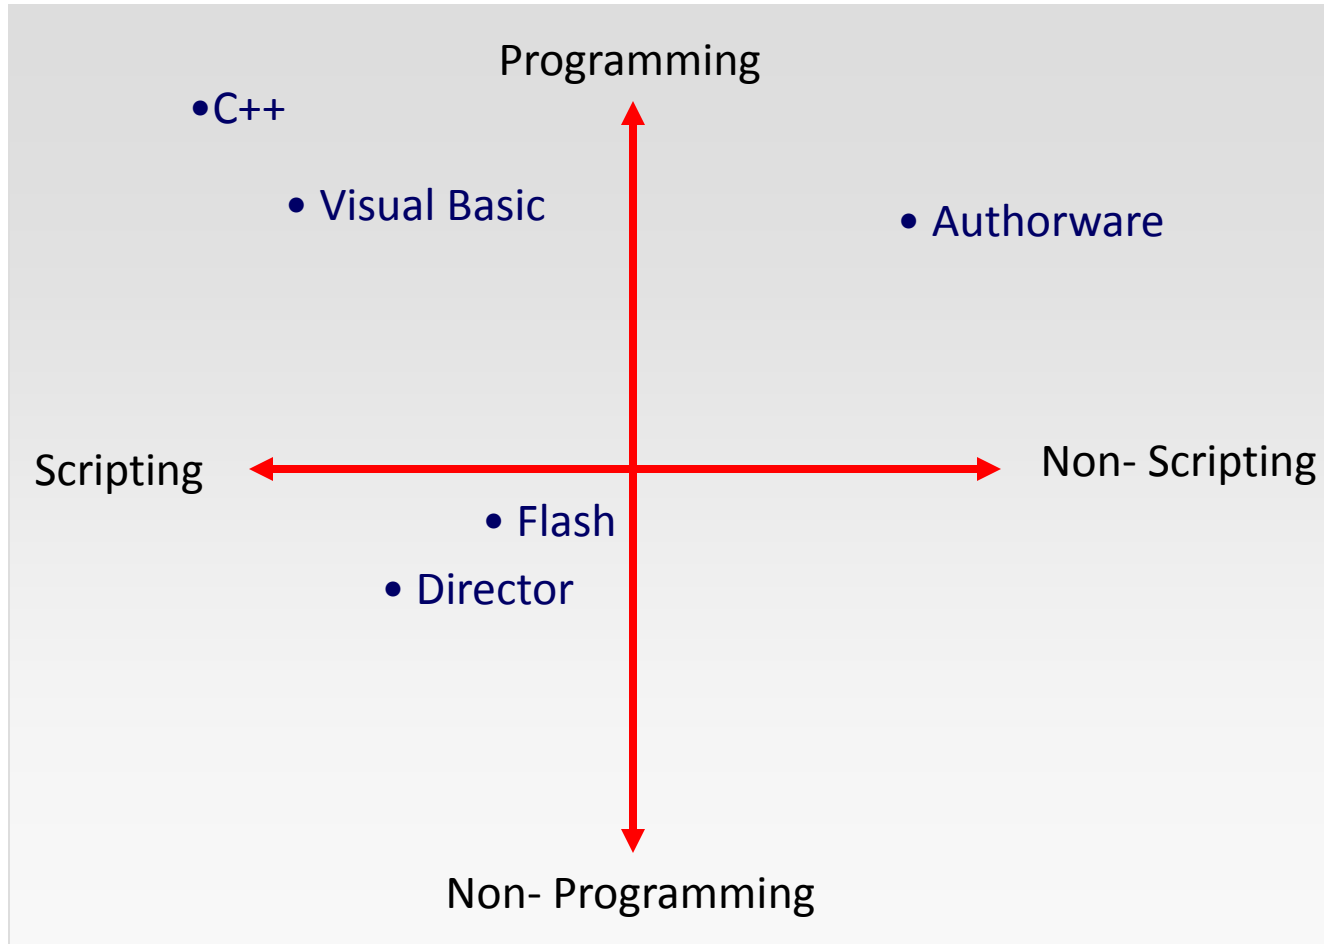 Programming
•C++
• Visual Basic
• Authorware
Scripting
Non- Scripting
• Flash
• Director
Non- Programming